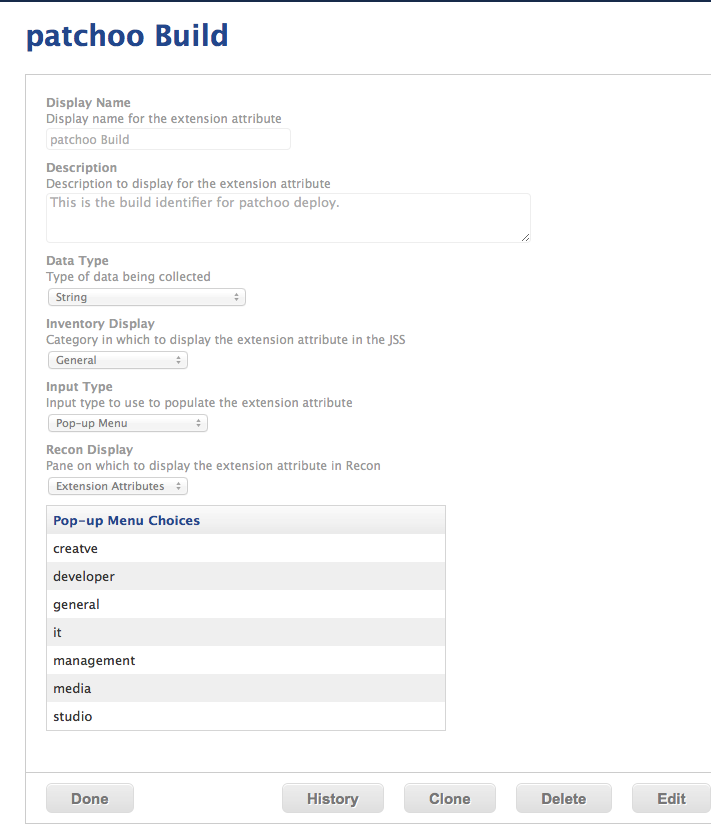 patchoo Build
Display Name
Display name for the extension attribute
patchoo Build
Description
Description to display for the extension attribute
This is the build identifier for patchoo deploy.
Data Type
Type of data being collected
String
Inventory Display
Category in which to display the extension attribute in the JSS
General
Input Type
Input type to use to populate the extension attribute
Pop-up Menu
Recon Display
Pane on which to display the extension attribute in Recon
Extension Attributes
Pop-up Menu Choices
creatve
developer
general
it
management
media
studio
Done History Clone Delete Edit